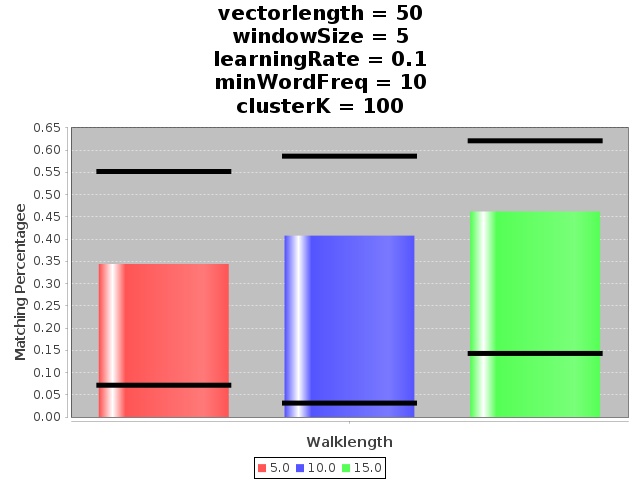 vectorlength = 50
windowSize = 5
learningRate = 0.1
minWordFreq = 10
clusterK = 100
0.65
0.60
0.55
0.50
0.45
0.40
0.35
0.30
0.25
0.20
0.15
0.10
0.05
0.00
Matching Percentagee
Walklength
5.0 10.0 15.0